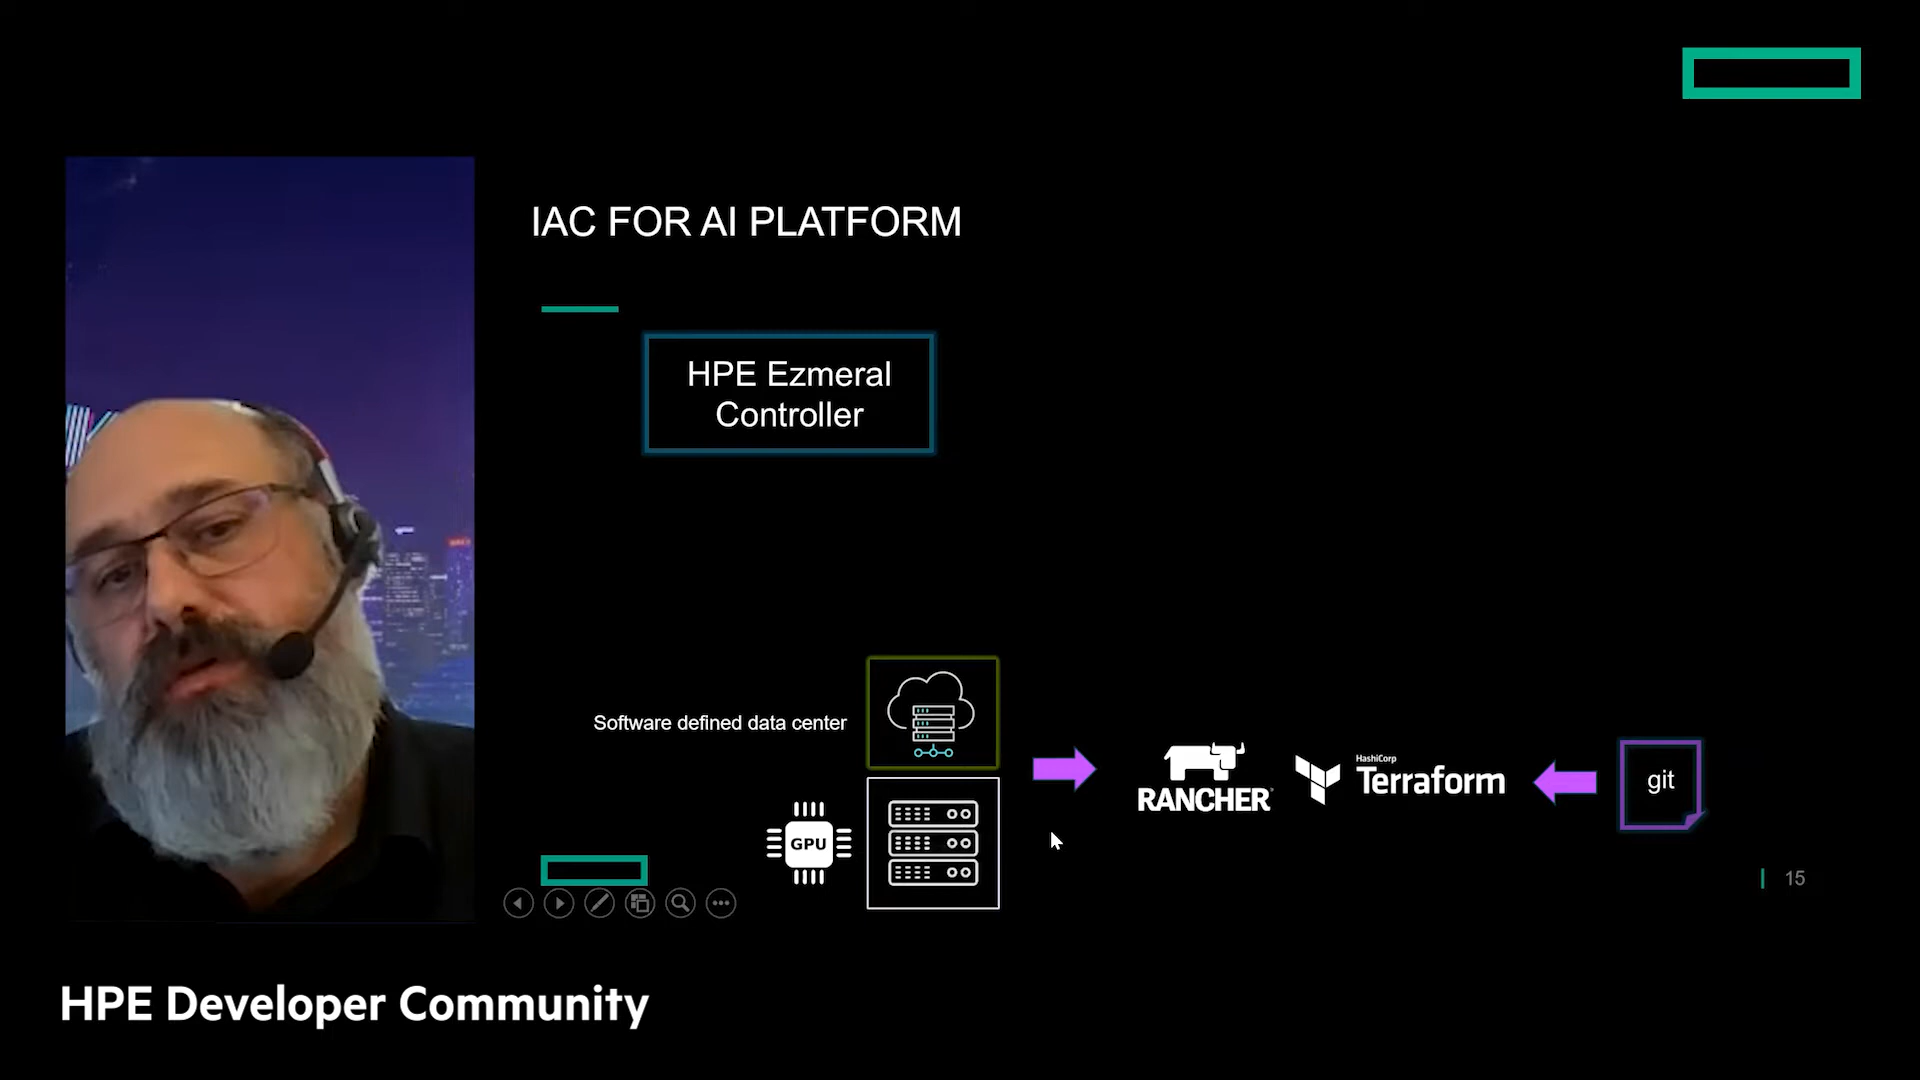 IAC FOR AI PLATFORM
HPE Ezmeral
Controller
Software defined data center
GPU
RANCHER
HashiCorp
Terraform
git
15
HPE Developer Community